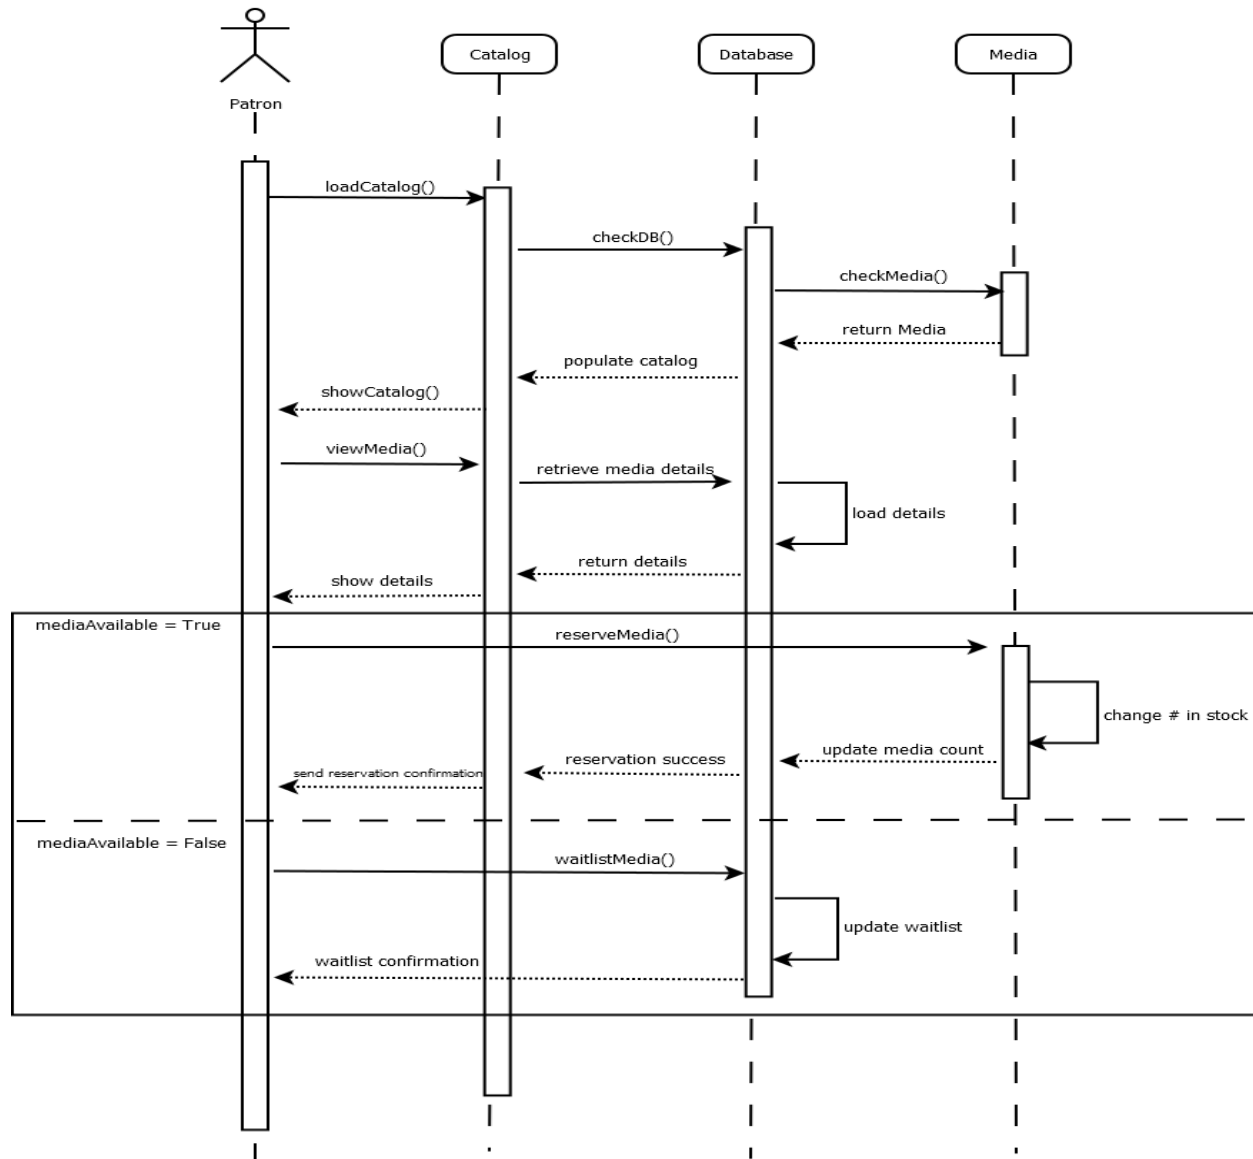 Patron
Catalog
Database
Media
loadCatalog()
checkDB()
checkMedia()
return Media
populate catalog
showCatalog()
viewMedia()
retrieve media details
load details
return details
show details
mediaAvailable = True
reserveMedia()
change # in stock
update media count
reservation success
send reservation confirmation
mediaAvailable = False
waitlistMedia()
update waitlist
waitlist confirmation